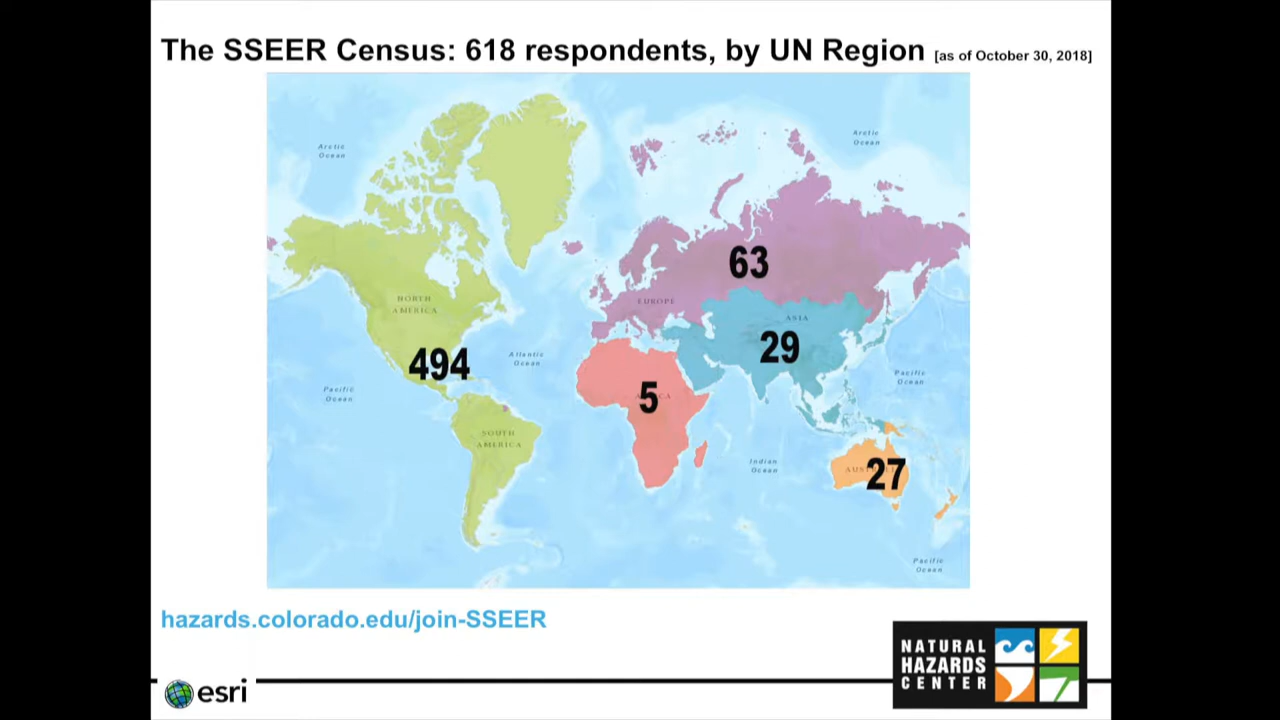 The SSEER Census: 618 respondents, by UN Region [as of October 30, 2018]
Arctic
Ocean
Arctic
Ocean
63
NORTH
AMERICA
EUROPE
ASIA
29
494
Atlantic
Ocean
Pacific
Ocean
Pacific
Ocean
5
SOUTH
AMERICA
Indian
Ocean
27
Pacific
Ocean
hazards.colorado.edu/join-SSEER
NATURAL
HAZARDS
CENTER
esri